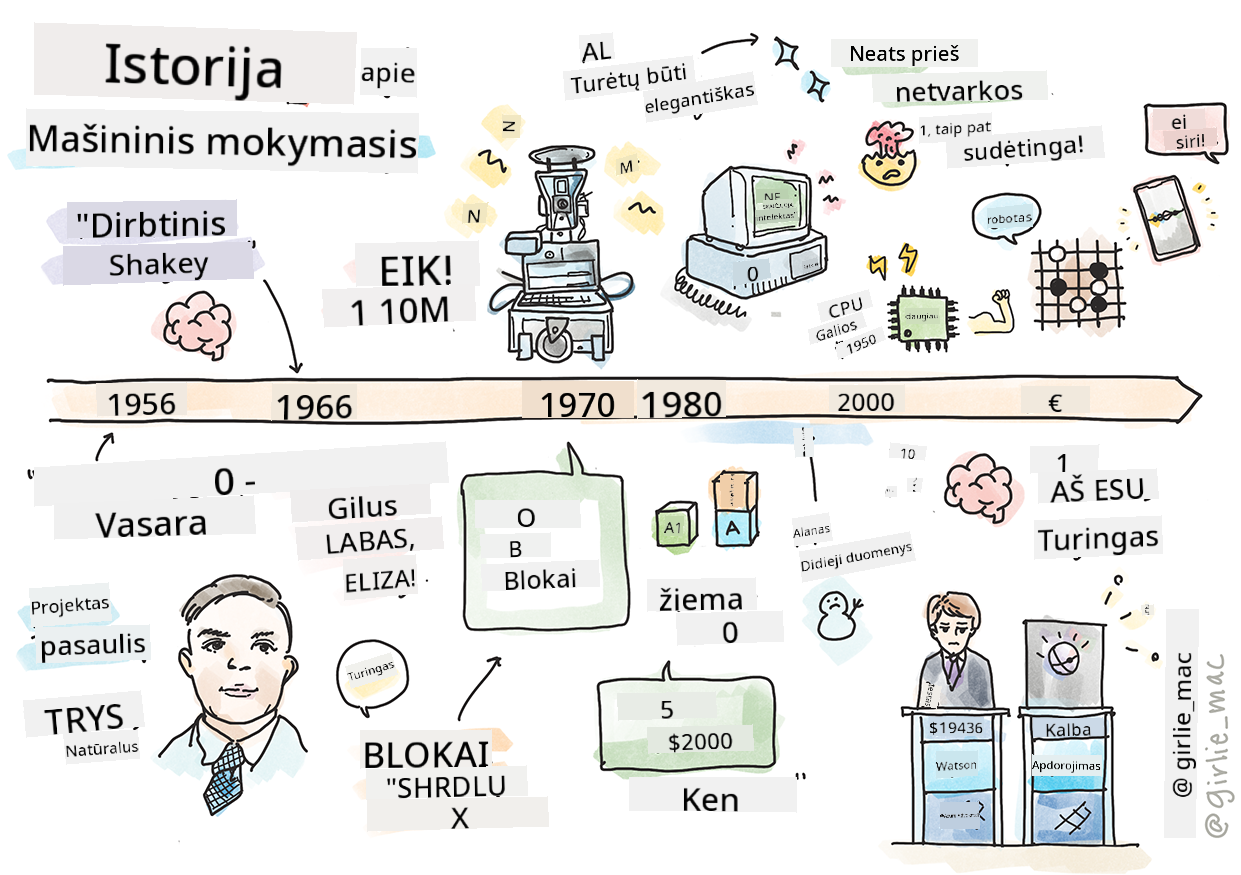 Istorija
apie
Mašininis mokymasis
"Dirbtinis
Shakey "
EIK!
1 10M
AL
Turėtų būti
elegantiškas
Neats prieš
netvarkos
1, taip pat
sudėtinga!
ei
siri!
robotas
N
N
M
intelektas"
0
CPU
Galios
1950
daugiau
1956
1966
1970
1980
2000
€
" 0 -
Vasara
Gilus
LABAS,
ELIZA!
O
B
Blokai
A1
A
10
Alanas
Didieji duomenys
1
AŠ ESU
Turingas
Projektas
pasaulis
TRYS
Natūralus
Turingas
BLOKAI
"SHRDLU
X
žiema
0
5
$2000
Ken "
$19436
Watson
Kalba
Apdorojimas
@ girlie_mac
@girlie_mac